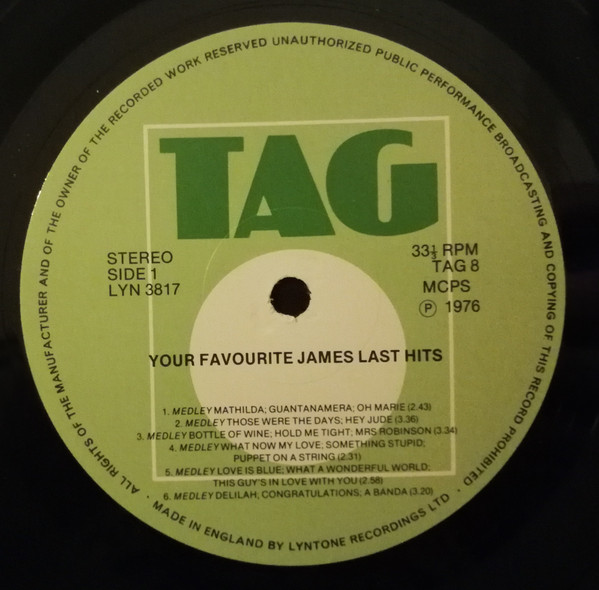 ALL RIGHTS OF THE MANUFACTURER AND OF THE OWNER OF THE RECORDED WORK RESERVED UNAUTHORIZED PUBLIC PERFORMANCE BROADCASTING AND COPYING OF THIS RECORD PROHIBITED
TAG
STEREO
SIDE 1
LYN 3817
33⅓ RPM
TAG 8
MCPS
Ⓟ 1976
YOUR FAVOURITE JAMES LAST HITS
1. MEDLEY MATHILDA; GUANTANAMERA; OH MARIE (2.43)
2. MEDLEY THOSE WERE THE DAYS; HEY JUDE (3.36)
3. MEDLEY BOTTLE OF WINE; HOLD ME TIGHT; MRS ROBINSON (3.34)
4. MEDLEY WHAT NOW MY LOVE; SOMETHING STUPID;
PUPPET ON A STRING (2:31)
5. MEDLEY LOVE IS BLUE; WHAT A WONDERFUL WORLD;
THIS GUY'S IN LOVE WITH YOU (2.58)
6. MEDLEY DELILAH; CONGRATULATIONS; A BANDA (3.20)
· MADE IN ENGLAND BY LYNTONE RECORDINGS LTD ·